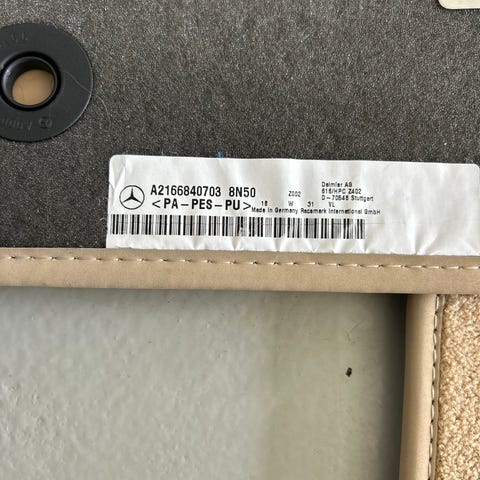 A2166840703 8N50
<PA-PES-PU>
Z002
18 W 31 VL
Daimler AG
616/HPC Z402
D-70546 Stuttgart
Made in Germany Racemark International GmbH